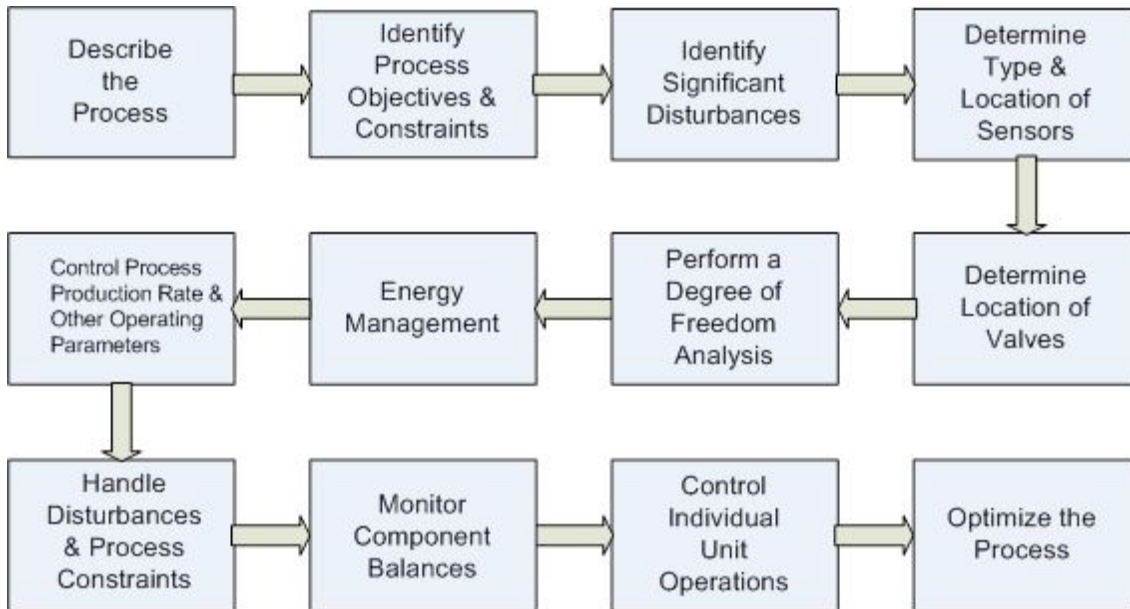 Describe
the
Process
Identify
Process
Objectives &
Constraints
Identify
Significant
Disturbances
Determine
Type &
Location of
Sensors
Determine
Location of
Valves
Perform a
Degree of
Freedom
Analysis
Energy
Management
Control Process
Production Rate &
Other Operating
Parameters
Handle
Disturbances
& Process
Constraints
Monitor
Component
Balances
Control
Individual
Unit
Operations
Optimize the
Process